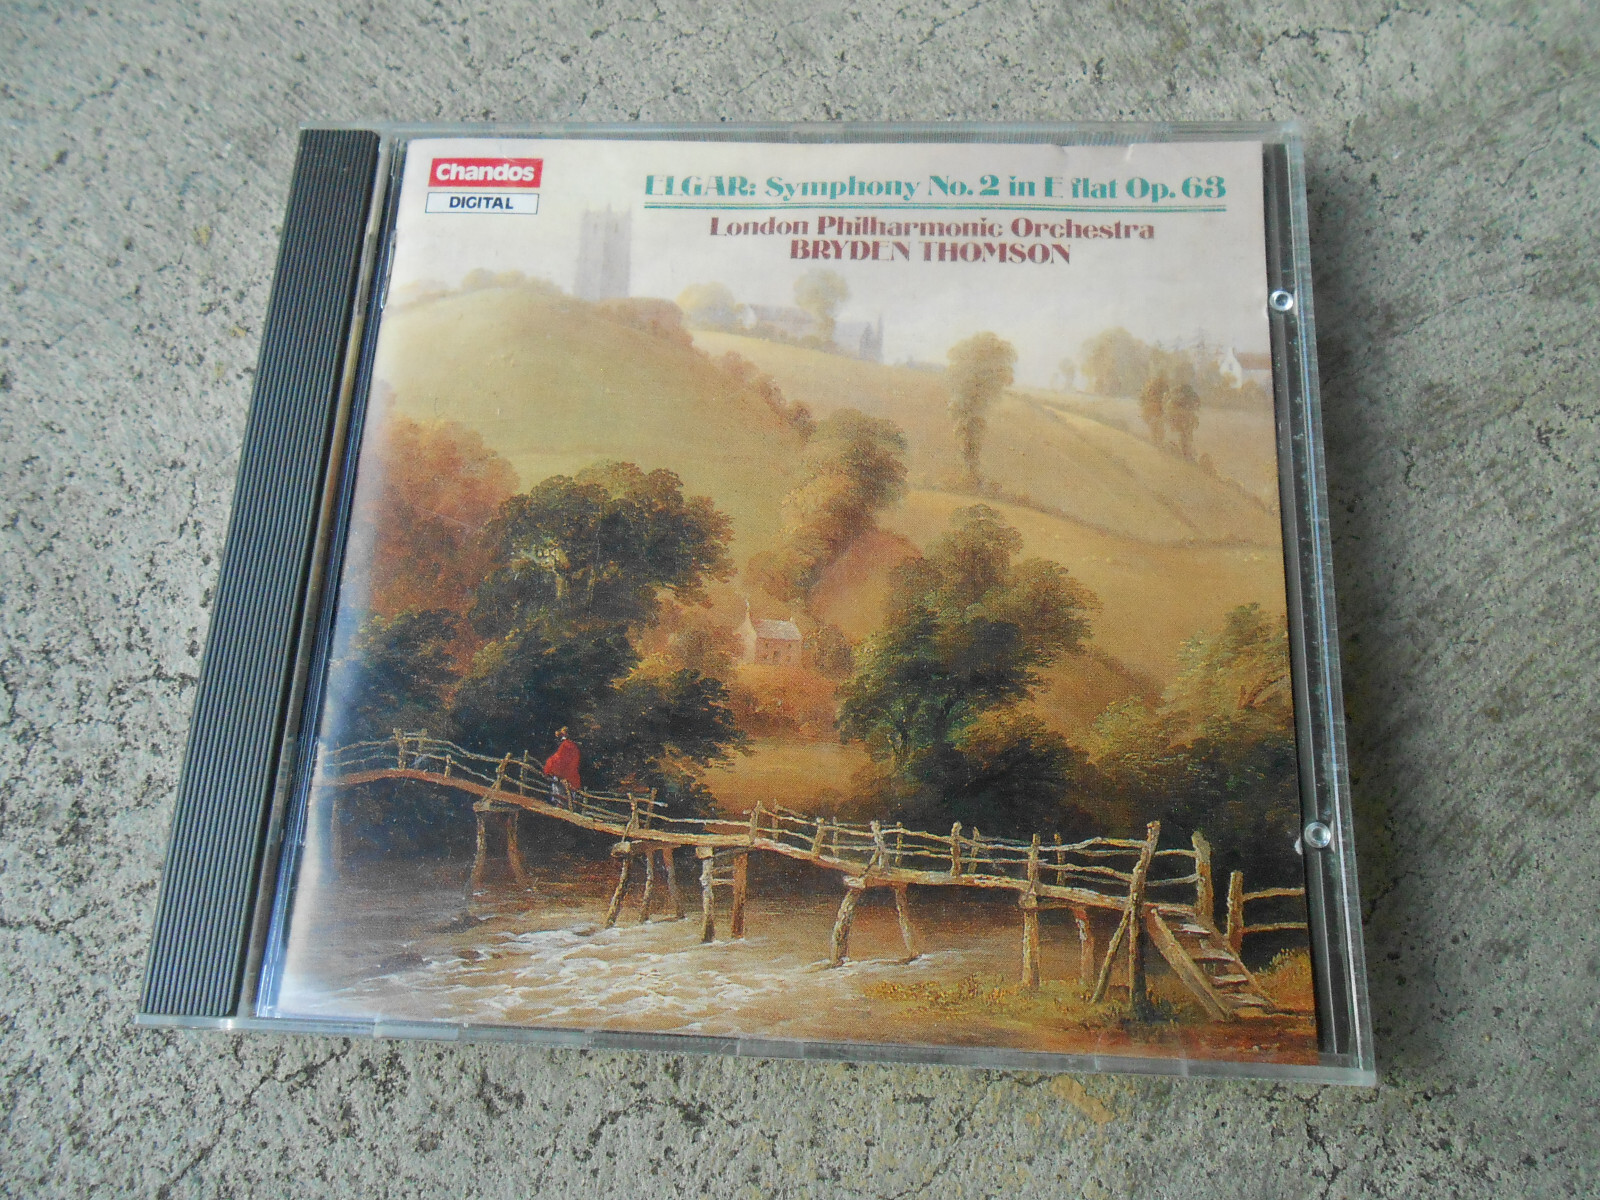 Chandos
DIGITAL
ELGAR: Symphony No. 2 in E flat Op. 63
London Philharmonic Orchestra
BRYDEN THOMSON